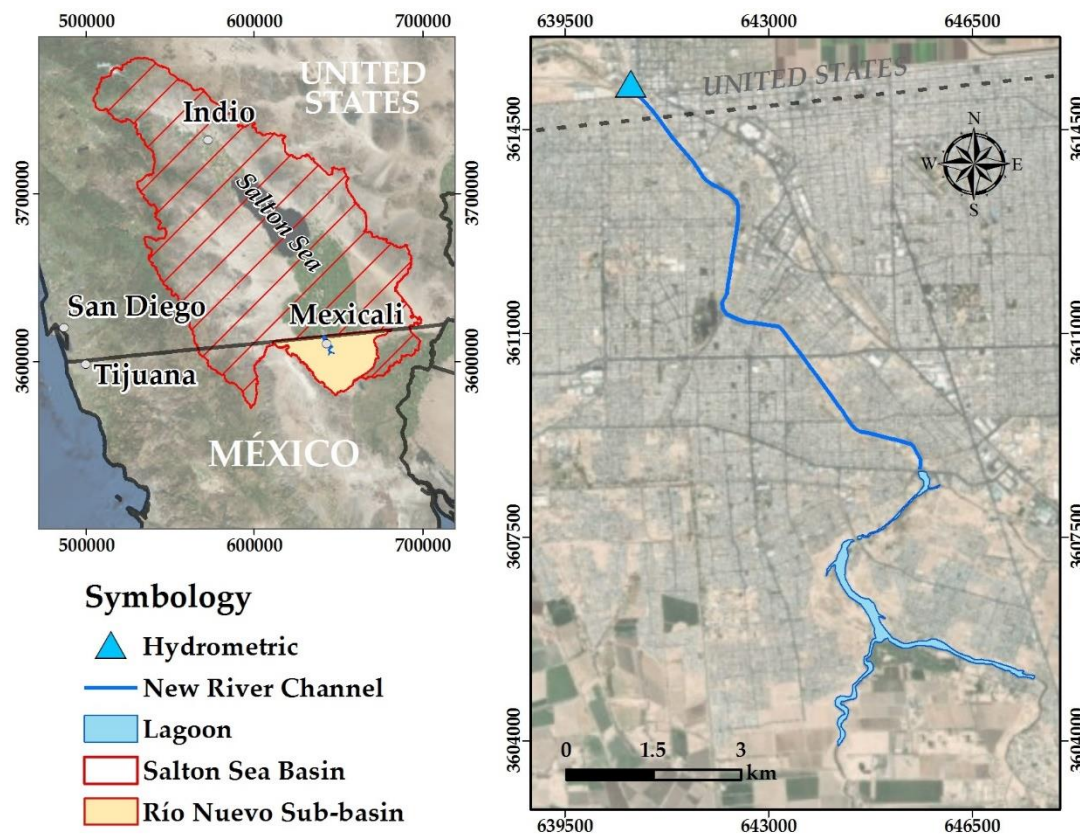 500000
600000
700000
UNITED
STATES
Indio
Salton Sea
Mexicali
San Diego
Tijuana
MÉXICO
3700000
3600000
3700000
3600000
500000
600000
700000
Symbology
Hydrometric
New River Channel
Lagoon
Salton Sea Basin
Río Nuevo Sub-basin
639500
643000
646500
UNITED STATES
N
W
E
S
3614500
3611000
3607500
3604000
3614500
3611000
3607500
3604000
0
1.5
3
km
639500
643000
646500